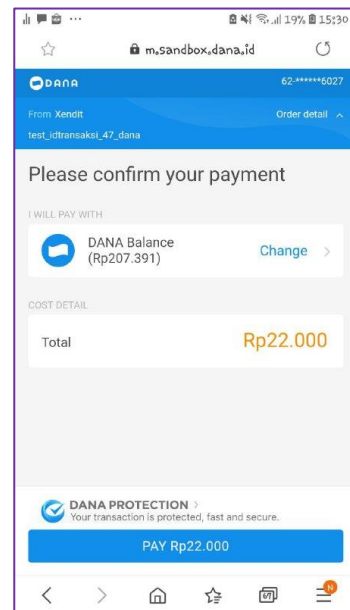 19% 15:30
m.sandbox.dana.id
DANA 62-******6027
From Xendit Order detail
test_idtransaksi_47_dana
Please confirm your payment
I WILL PAY WITH
DANA Balance
(Rp207.391) Change
COST DETAIL
Total Rp22.000
DANA PROTECTION
Your transaction is protected, fast and secure.
PAY Rp22.000
N